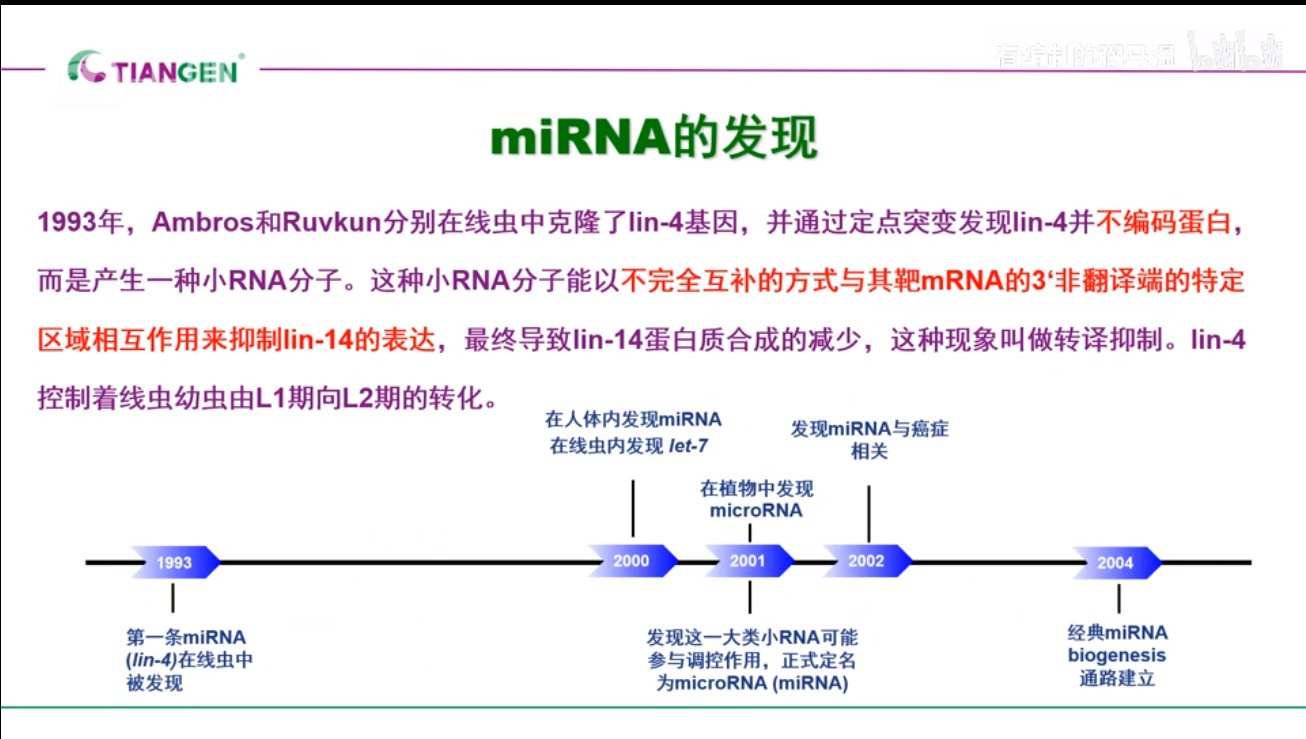 TIANGEN®
有编制的羽马温 bilibili
miRNA的发现
1993年，Ambros和Ruvkun分别在线虫中克隆了lin-4基因，并通过定点突变发现lin-4并不编码蛋白，
而是产生一种小RNA分子。这种小RNA分子能以不完全互补的方式与其靶mRNA的3‘非翻译端的特定
区域相互作用来抑制lin-14的表达，最终导致lin-14蛋白质合成的减少，这种现象叫做转译抑制。lin-4
控制着线虫幼虫由L1期向L2期的转化。
在人体内发现miRNA
在线虫内发现 let-7
发现miRNA与癌症
相关
在植物中发现
microRNA
1993
2000
2001
2002
2004
第一条miRNA
(lin-4)在线虫中
被发现
发现这一大类小RNA可能
参与调控作用，正式定名
为microRNA (miRNA)
经典miRNA
biogenesis
通路建立